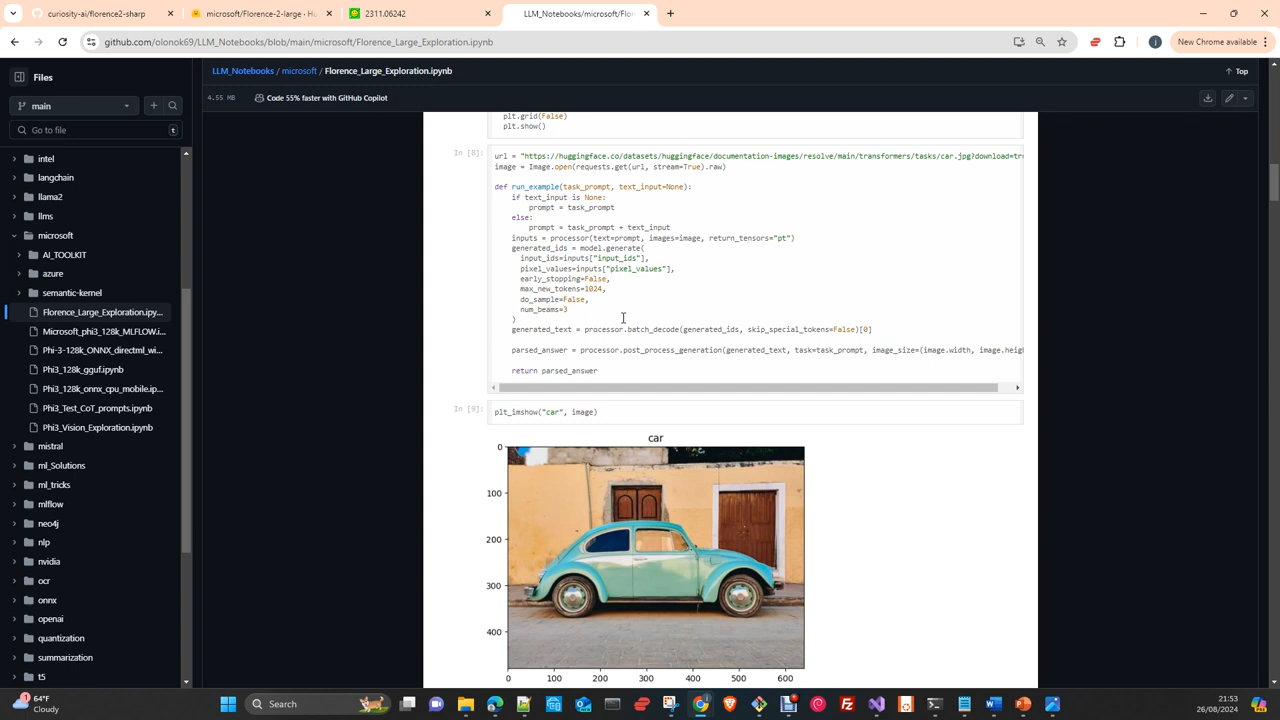 curiosity-ai/florence2-sharp
microsoft/Florence-2-large · Hu
2311.06242
LLM_Notebooks/microsoft/Flo
github.com/olonok69/LLM_Notebooks/blob/main/microsoft/Florence_Large_Exploration.ipynb
New Chrome available
Files
LLM_Notebooks / microsoft / Florence_Large_Exploration.ipynb
Top
main
4.55 MB
Code 55% faster with GitHub Copilot
Go to file
t
intel
langchain
llama2
llms
microsoft
AI_TOOLKIT
azure
semantic-kernel
Florence_Large_Exploration.ipy...
Microsoft_phi3_128k_MLFLOW.i...
Phi-3-128k_ONNX_directml_wi...
Phi3_128k_gguf.ipynb
Phi3_128k_onnx_cpu_mobile.ip...
Phi3_Test_CoT_prompts.ipynb
Phi3_Vision_Exploration.ipynb
mistral
ml_Solutions
ml_tricks
mlflow
neo4j
nlp
nvidia
ocr
onnx
openai
quantization
summarization
t5
plt.grid(False)
plt.show()
In [8]:
url = "https://huggingface.co/datasets/huggingface/documentation-images/resolve/main/transformers/tasks/car.jpg?download=tru
image = Image.open(requests.get(url, stream=True).raw)
def run_example(task_prompt, text_input=None):
if text_input is None:
prompt = task_prompt
else:
prompt = task_prompt + text_input
inputs = processor(text=prompt, images=image, return_tensors="pt")
generated_ids = model.generate(
input_ids=inputs["input_ids"],
pixel_values=inputs["pixel_values"],
early_stopping=False,
max_new_tokens=1024,
do_sample=False,
num_beams=3
)
generated_text = processor.batch_decode(generated_ids, skip_special_tokens=False)[0]
parsed_answer = processor.post_process_generation(generated_text, task=task_prompt, image_size=(image.width, image.heigh
return parsed_answer
In [9]:
plt_imshow("car", image)
car
0
100
200
300
400
0 100 200 300 400 500 600
64°F
Cloudy
Search
21:53
26/08/2024